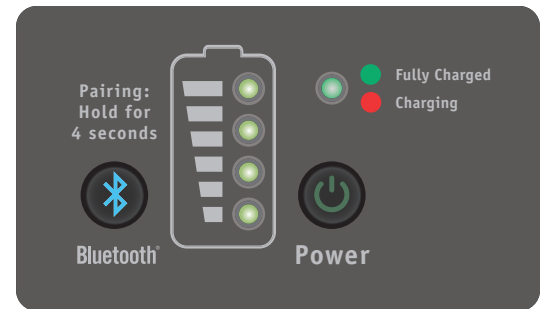 Pairing:
Hold for
4 seconds
Bluetooth®
Fully Charged
Charging
Power